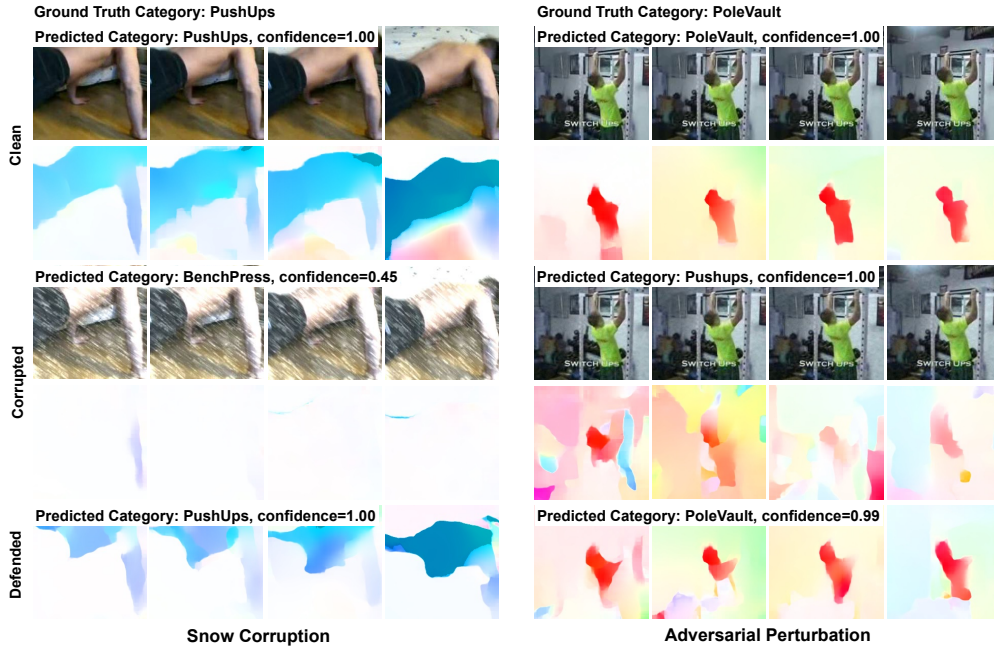 Ground Truth Category: PushUps
Predicted Category: PushUps, confidence=1.00
Clean
Predicted Category: BenchPress, confidence=0.45
Corrupted
Predicted Category: PushUps, confidence=1.00
Defended
Snow Corruption
Ground Truth Category: PoleVault
Predicted Category: PoleVault, confidence=1.00
SWITCH UPS
SWITCH UPS
SWITCH UPS
SWITCH UPS
Predicted Category: Pushups, confidence=1.00
SWITCH UPS
SWITCH UPS
SWITCH UPS
SWITCH UPS
Predicted Category: PoleVault, confidence=0.99
Adversarial Perturbation